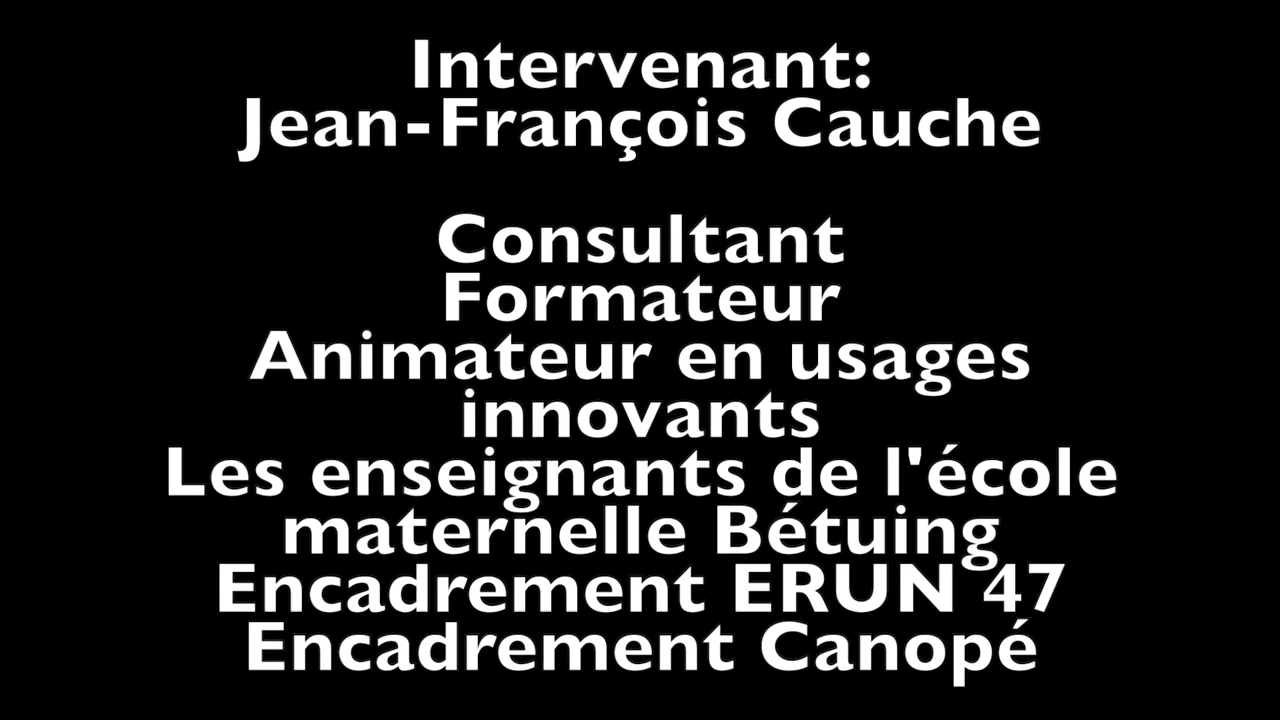 Intervenant:
Jean-François Cauche
Consultant
Formateur
Animateur en usages
innovants
Les enseignants de l'école
maternelle Bétuing
Encadrement ERUN 47
Encadrement Canopé